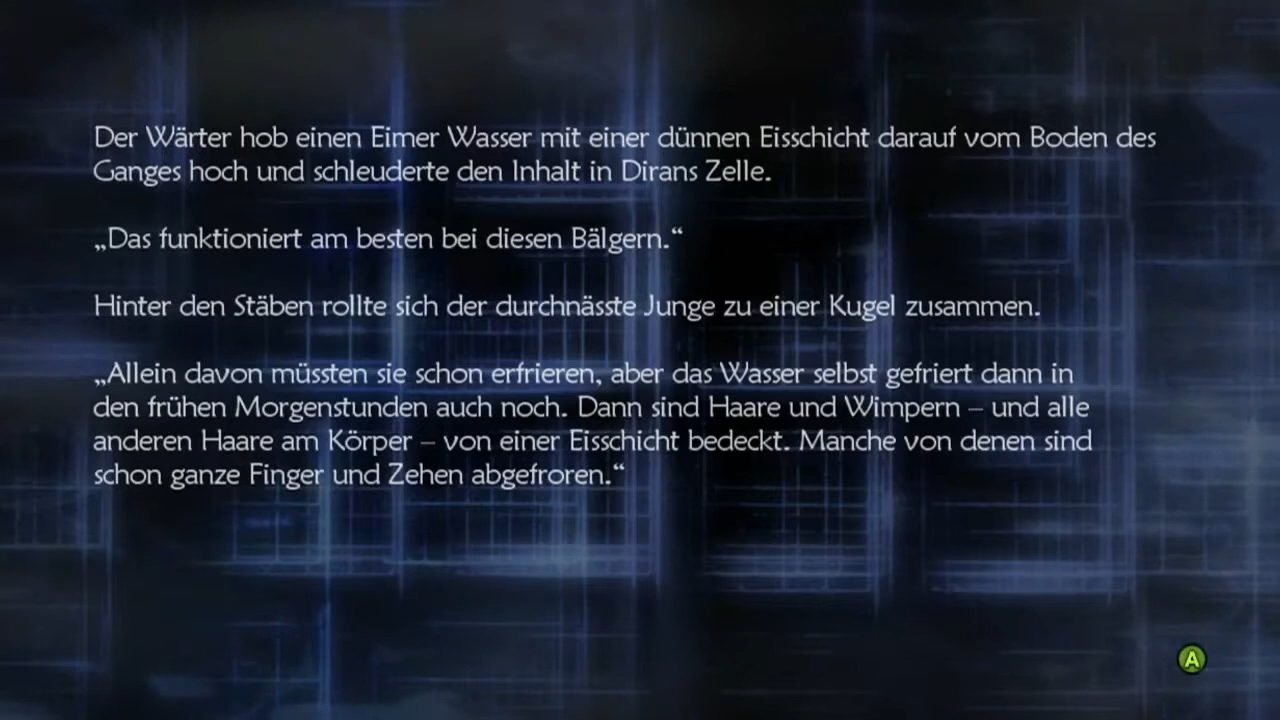 Der Wärter hob einen Eimer Wasser mit einer dünnen Eisschicht darauf vom Boden des
Ganges hoch und schleuderte den Inhalt in Dirans Zelle.
„Das funktioniert am besten bei diesen Bälgern.“
Hinter den Stäben rollte sich der durchnässte Junge zu einer Kugel zusammen.
„Allein davon müssten sie schon erfrieren, aber das Wasser selbst gefriert dann in
den frühen Morgenstunden auch noch. Dann sind Haare und Wimpern – und alle
anderen Haare am Körper – von einer Eisschicht bedeckt. Manche von denen sind
schon ganze Finger und Zehen abgefroren.“
A